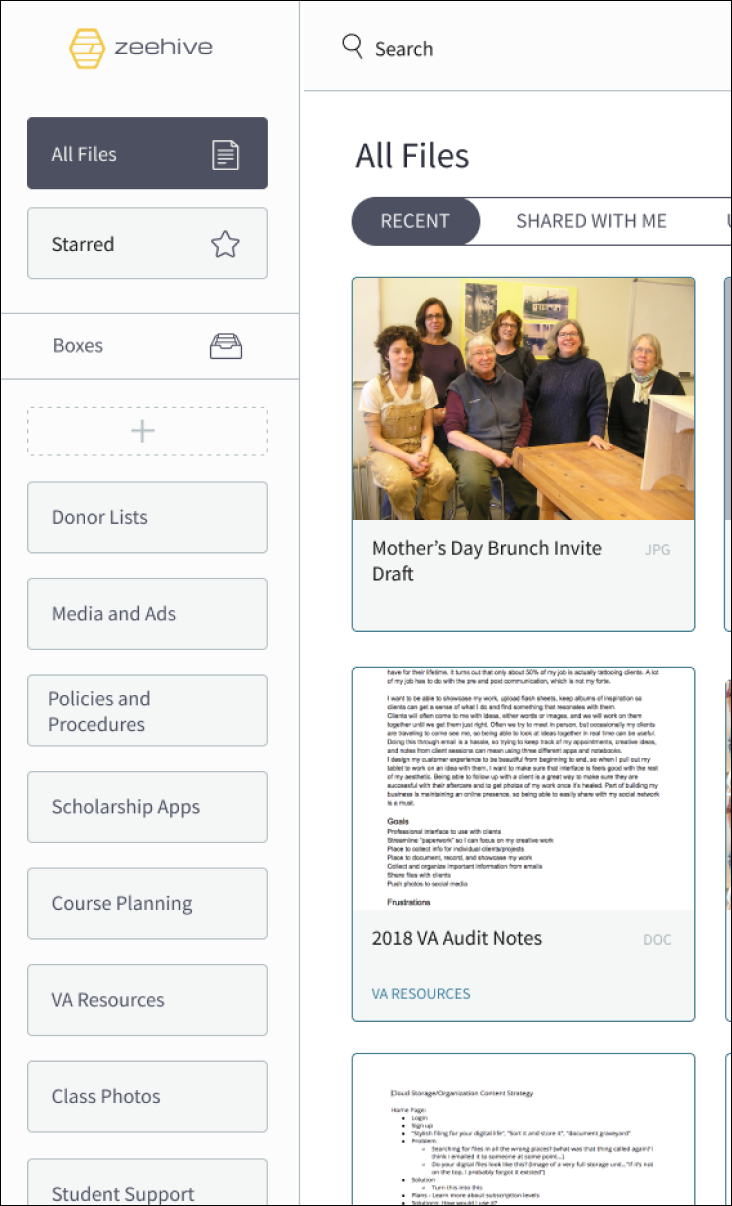 zeehive
Search
All Files
Starred
Boxes
+
Donor Lists
Media and Ads
Policies and
Procedures
Scholarship Apps
Course Planning
VA Resources
Class Photos
Student Support
All Files
RECENT
SHARED WITH ME
Mother's Day Brunch Invite
Draft
JPG
have for their lifetime. It turns out that only about 50% of my job is actually tattooing clients. A lot
of my job has to do with the pre and post communication, which is not my forte.
I want to be able to showcase my work, upload flash sheets, keep albums of inspiration so
clients can get a sense of what I do and find something that resonates with them.
Clients will often come to me with ideas, either words or images, and we will work on them
together until we get them just right. Often we try to meet in person, but occasionally my clients
are traveling to come see me, so being able to look at ideas together in real time can be useful.
Doing this through email is a hassle, so trying to keep track of my appointments, creative ideas,
and notes from client sessions can mean using three different apps and notebooks.
I design my customer experience to be beautiful from beginning to end, so when I pull out my
tablet to work on an idea with them, I want to make sure that interface is feels good with the rest
of my aesthetic. Being able to follow up with a client is a great way to make sure they are
successful with their aftercare and to get photos of my work once it's healed. Part of building my
business is maintaining an online presence, so being able to easily share with my social network
is a must.
Goals
Professional interface to use with clients
Streamline "paperwork" so I can focus on my creative work
Place to collect info for individual clients/projects
Place to document, record, and showcase my work
Collect and organize important information from emails
Share files with clients
Push photos to social media
Frustrations
2018 VA Audit Notes
DOC
VA RESOURCES
Cloud Storage/Organization Content Strategy
Home Page:
Login
Sign up
"Stylish filing for your digital life", "Sort it and store it", "document graveyard"
Problem
Searching for files in all the wrong places? (what was that thing called again? I
think I emailed it to someone at some point...)
Do your digital files look like this? (Image of a very full storage unit..."If it's not
on the top, I probably forgot it existed")
Solution
Turn this into this
Plans - Learn more about subscription levels
Solutions: How would I use it?